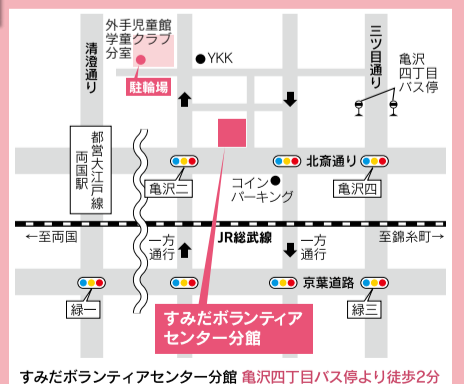 外手児童館
学童クラブ
分室
駐輪場
YKK
清澄通り
三ツ目通り
亀沢
四丁目
バス停
都営大江戸線
両国駅
北斎通り
亀沢二
コイン
パーキング
亀沢四
←至両国
一方
通行
JR総武線
一方
通行
至錦糸町→
京葉道路
緑一
緑三
すみだボランティア
センター分館
すみだボランティアセンター分館 亀沢四丁目バス停より徒歩2分